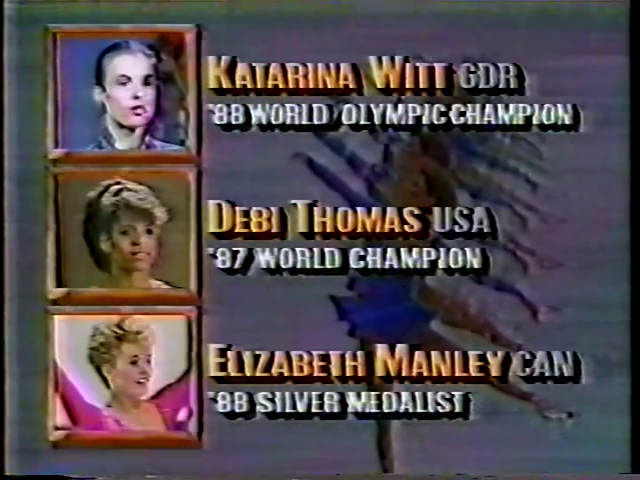 KATARINA WITT GDR
'88 WORLD/OLYMPIC CHAMPION
DEBI THOMAS USA
'87 WORLD CHAMPION
ELIZABETH MANLEY CAN
'88 SILVER MEDALIST